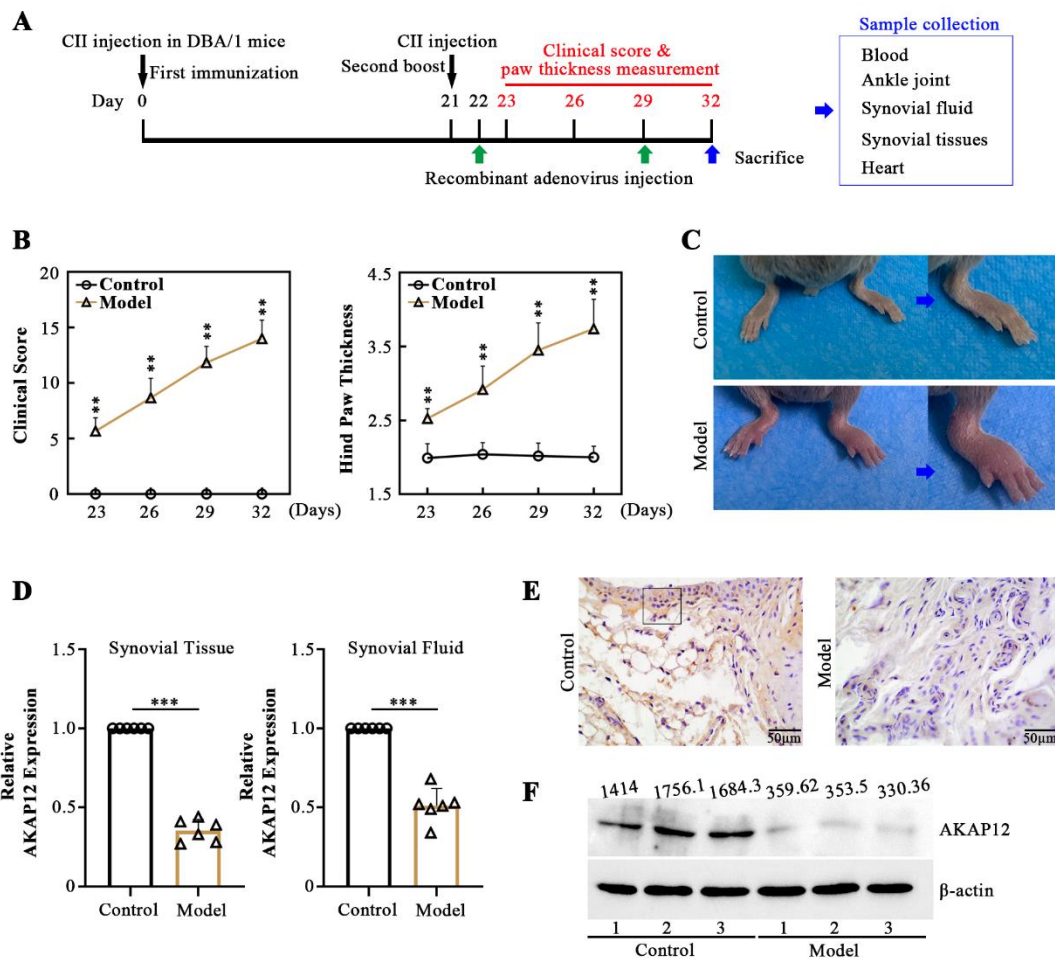 A
CII injection in DBA/1 mice
First immunization
CII injection
Second boost
Clinical score &
paw thickness measurement
Day 0 21 22 23 26 29 32
Recombinant adenovirus injection
Sacrifice
Sample collection
Blood
Ankle joint
Synovial fluid
Synovial tissues
Heart
B
Clinical Score
20
15
10
5
0
Control
Model
**
**
**
**
23 26 29 32 (Days)
Hind Paw Thickness
4.5
3.5
2.5
1.5
Control
Model
**
**
**
**
23 26 29 32 (Days)
C
Control
Model
D
Relative
AKAP12 Expression
Synovial Tissue
1.5
1.0
0.5
0
***
Control Model
Relative
AKAP12 Expression
Synovial Fluid
1.5
1.0
0.5
0
***
Control Model
E
Control
50μm
Model
50μm
F
1414 1756.1 1684.3 359.62 353.5 330.36
AKAP12
β-actin
1 2 3 1 2 3
Control Model